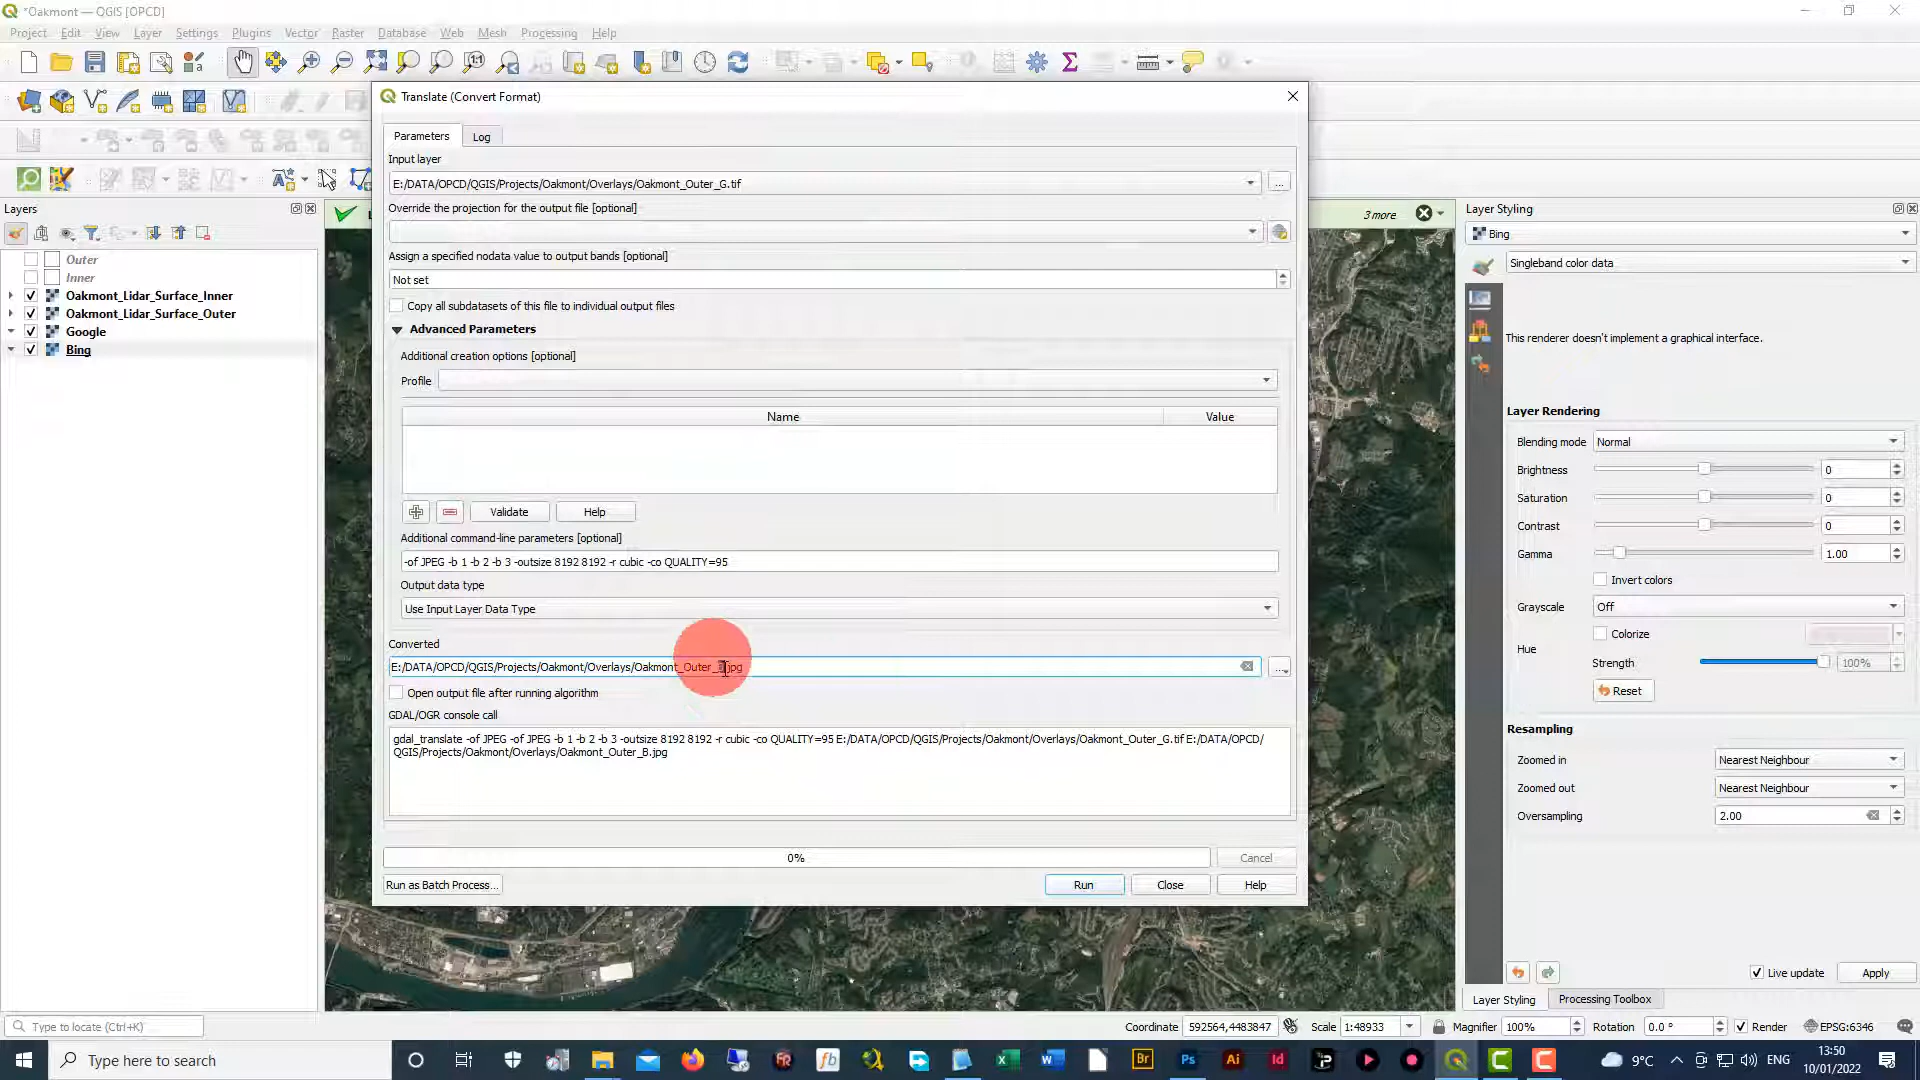 *Oakmont — QGIS [OPCD]
Project Edit View Layer Settings Plugins Vector Raster Database Web Mesh Processing Help
Translate (Convert Format)
Parameters Log
Input layer
E:/DATA/OPCD/QGIS/Projects/Oakmont/Overlays/Oakmont_Outer_G.tif
Override the projection for the output file [optional]
Assign a specified nodata value to output bands [optional]
Not set
Copy all subdatasets of this file to individual output files
Advanced Parameters
Additional creation options [optional]
Profile
Name Value
Validate Help
Additional command-line parameters [optional]
-of JPEG -b 1 -b 2 -b 3 -outsize 8192 8192 -r cubic -co QUALITY=95
Output data type
Use Input Layer Data Type
Converted
E:/DATA/OPCD/QGIS/Projects/Oakmont/Overlays/Oakmont_Outer_B.jpg
Open output file after running algorithm
GDAL/OGR console call
gdal_translate -of JPEG -of JPEG -b 1 -b 2 -b 3 -outsize 8192 8192 -r cubic -co QUALITY=95 E:/DATA/OPCD/QGIS/Projects/Oakmont/Overlays/Oakmont_Outer_G.tif E:/DATA/OPCD/
QGIS/Projects/Oakmont/Overlays/Oakmont_Outer_B.jpg
0%
Cancel
Run as Batch Process...
Run Close Help
Layers
Outer
Inner
Oakmont_Lidar_Surface_Inner
Oakmont_Lidar_Surface_Outer
Google
Bing
3 more
Layer Styling
Bing
Singleband color data
This renderer doesn't implement a graphical interface.
Layer Rendering
Blending mode Normal
Brightness 0
Saturation 0
Contrast 0
Gamma 1.00
Invert colors
Grayscale Off
Hue
Colorize
Strength 100%
Reset
Resampling
Zoomed in Nearest Neighbour
Zoomed out Nearest Neighbour
Oversampling 2.00
Live update Apply
Layer Styling Processing Toolbox
Type to locate (Ctrl+K)
Coordinate 592564,4483847 Scale 1:48933 Magnifier 100% Rotation 0.0 ° Render EPSG:6346
Type here to search
9°C ENG
13:50
10/01/2022